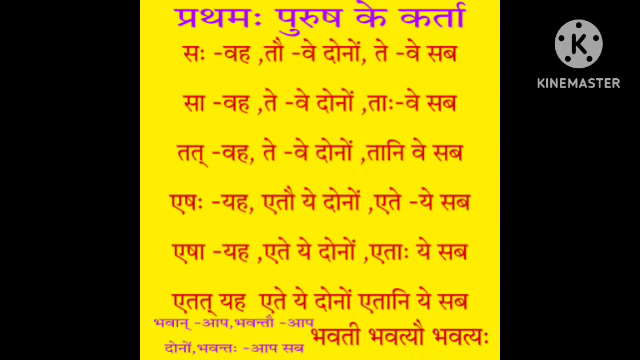 प्रथमः पुरुष के कर्ता
सः -वह ,तौ -वे दोनों, ते -वे सब
सा -वह ,ते -वे दोनों ,ताः-वे सब
तत् -वह, ते -वे दोनों ,तानि वे सब
एषः -यह, एतौ ये दोनों ,एते -ये सब
एषा -यह ,एते ये दोनों ,एताः ये सब
एतत् यह एते ये दोनों एतानि ये सब
भवान् -आप,भवन्तौ -आप
दोनों,भवन्तः -आप सब
भवती भवत्यौ भवत्यः
K
KINEMASTER